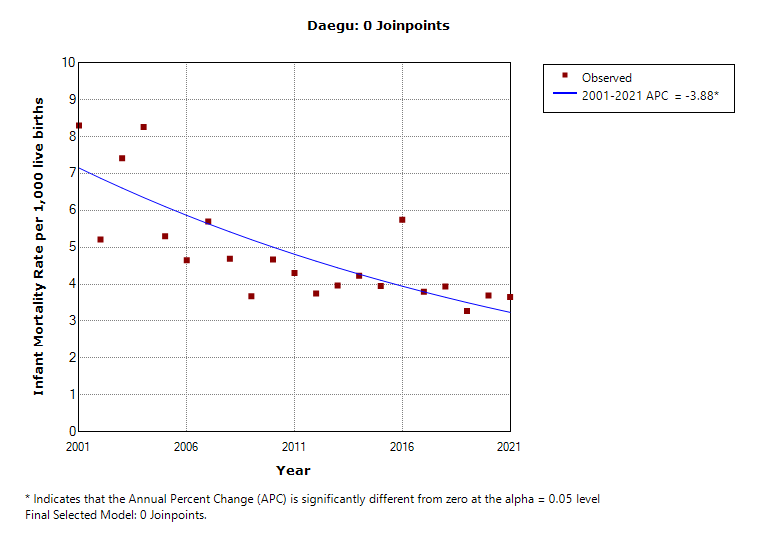 Daegu: 0 Joinpoints
Observed
2001-2021 APC = -3.88*
Infant Mortality Rate per 1,000 live births
10
9
8
7
6
5
4
3
2
1
0
2001 2006 2011 2016 2021
Year
* Indicates that the Annual Percent Change (APC) is significantly different from zero at the alpha = 0.05 level
Final Selected Model: 0 Joinpoints.